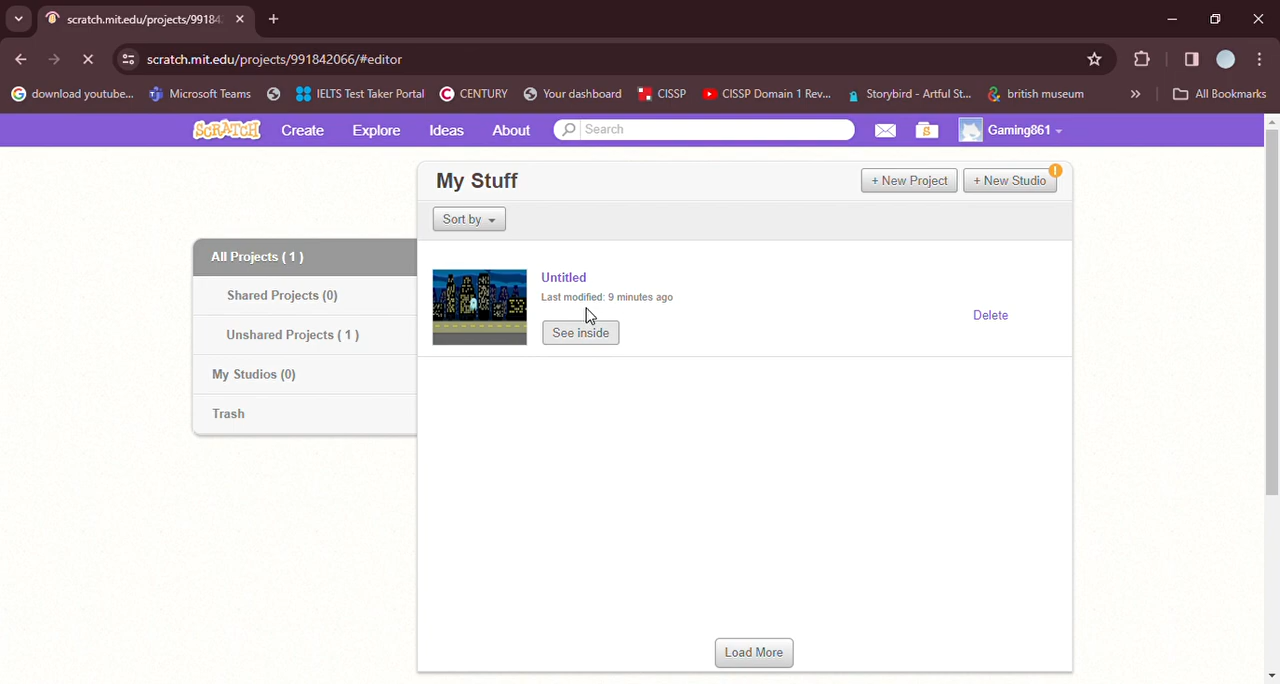 scratch.mit.edu/projects/99184
scratch.mit.edu/projects/991842066/#editor
download youtube...
Microsoft Teams
IELTS Test Taker Portal
CENTURY
Your dashboard
CISSP
CISSP Domain 1 Rev...
Storybird - Artful St...
british museum
»
All Bookmarks
SCRATCH
Create
Explore
Ideas
About
Search
Gaming861
My Stuff
+ New Project
+ New Studio
!
Sort by
All Projects ( 1 )
Shared Projects (0)
Unshared Projects ( 1 )
My Studios (0)
Trash
Untitled
Last modified: 9 minutes ago
See inside
Delete
Load More